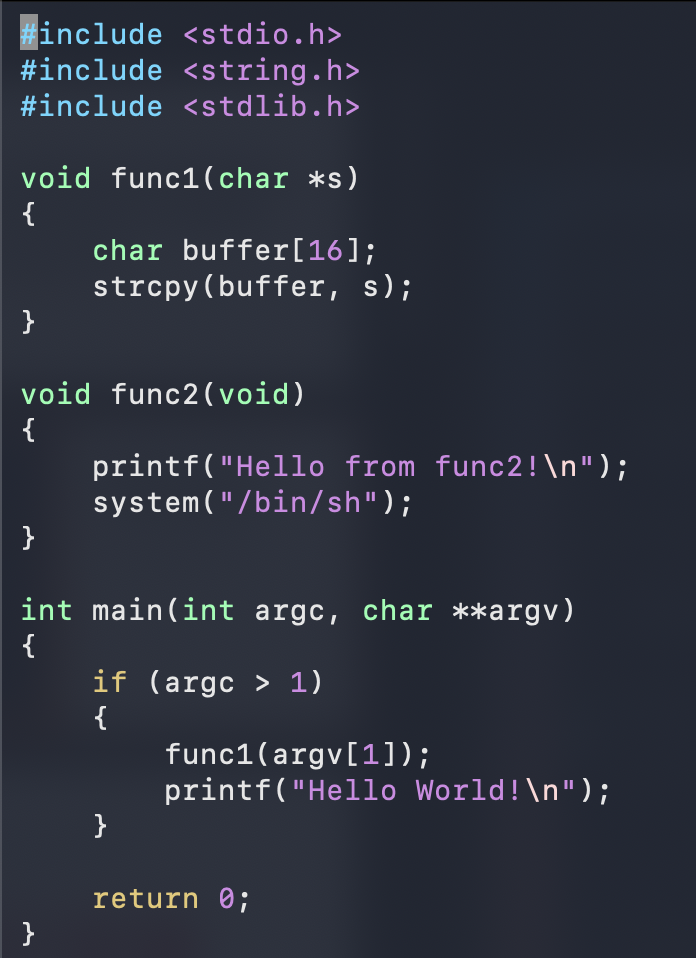 #include <stdio.h>
#include <string.h>
#include <stdlib.h>

void func1(char *s)
{
    char buffer[16];
    strcpy(buffer, s);
}

void func2(void)
{
    printf("Hello from func2!\n");
    system("/bin/sh");
}

int main(int argc, char **argv)
{
    if (argc > 1)
    {
        func1(argv[1]);
        printf("Hello World!\n");
    }

    return 0;
}